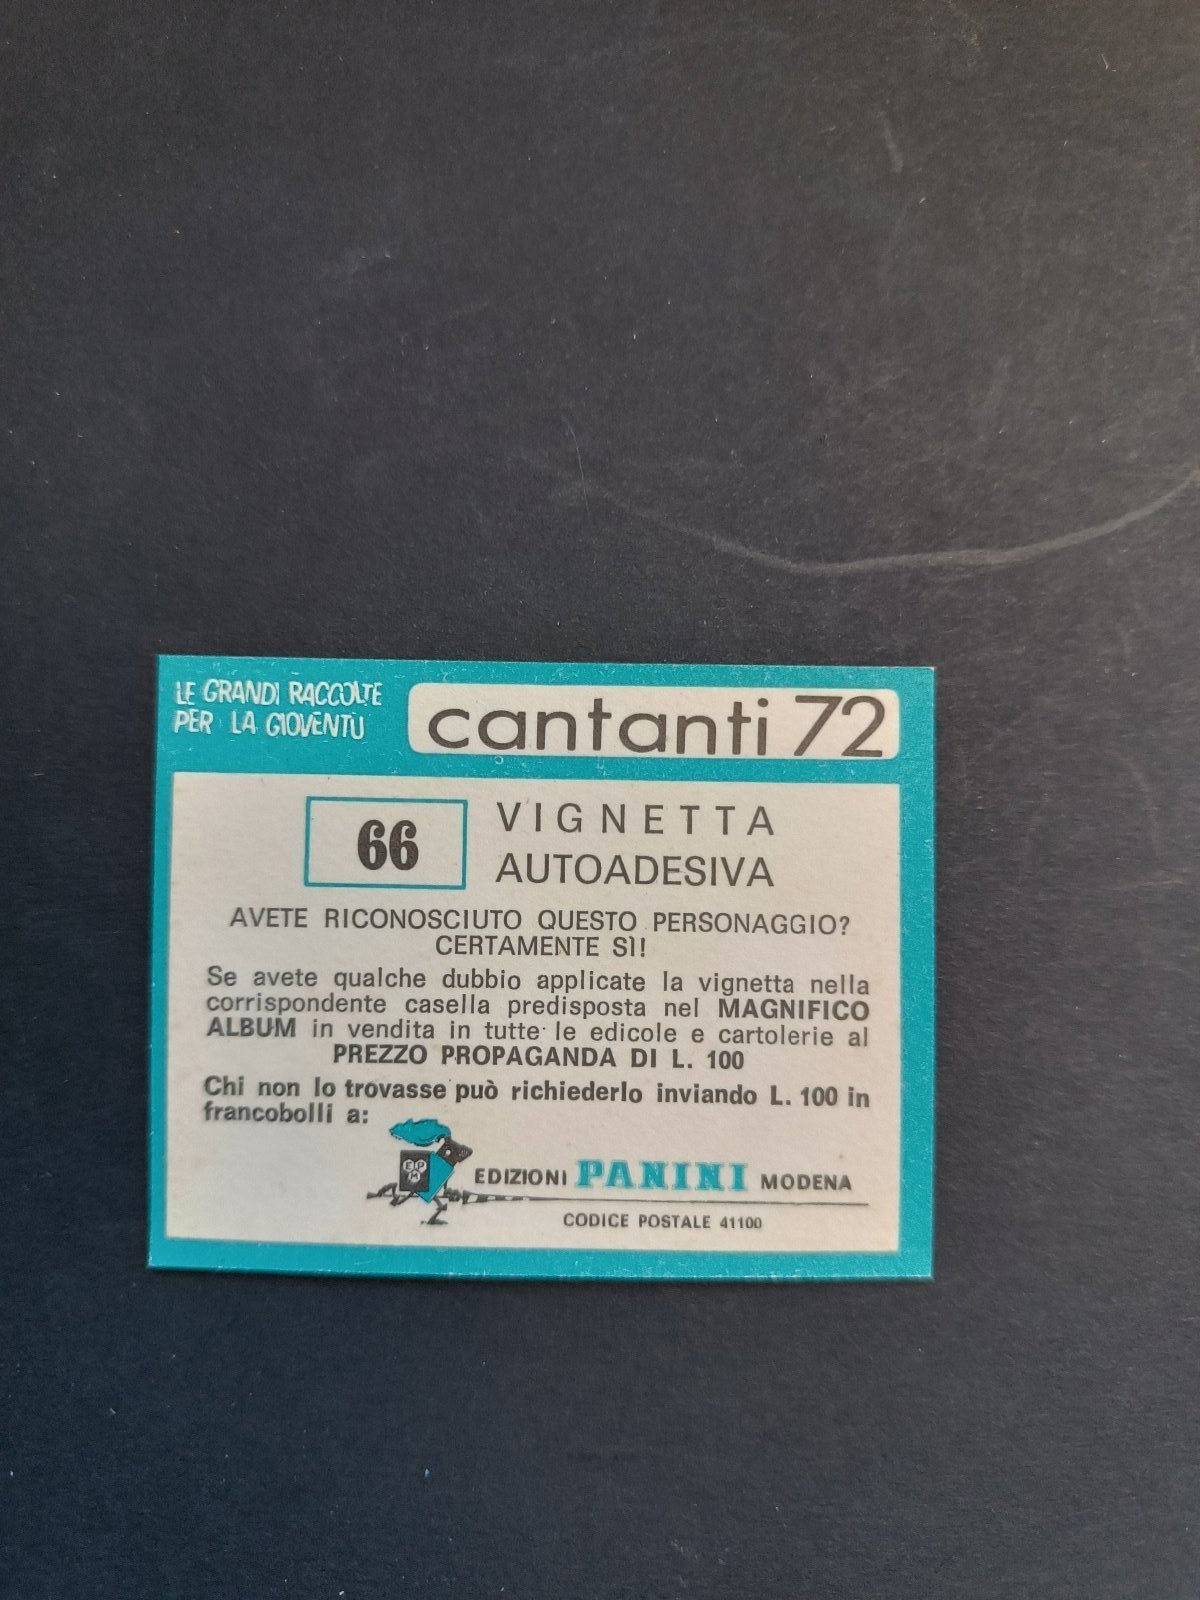 LE GRANDI RACCOLTE
PER LA GIOVENTÙ
cantanti 72
66
VIGNETTA
AUTOADESIVA
AVETE RICONOSCIUTO QUESTO PERSONAGGIO?
CERTAMENTE SÌ!
Se avete qualche dubbio applicate la vignetta nella
corrispondente casella predisposta nel MAGNIFICO
ALBUM in vendita in tutte le edicole e cartolerie al
PREZZO PROPAGANDA DI L. 100
Chi non lo trovasse può richiederlo inviando L. 100 in
francobolli a:
EPM
EDIZIONI PANINI MODENA
CODICE POSTALE 41100